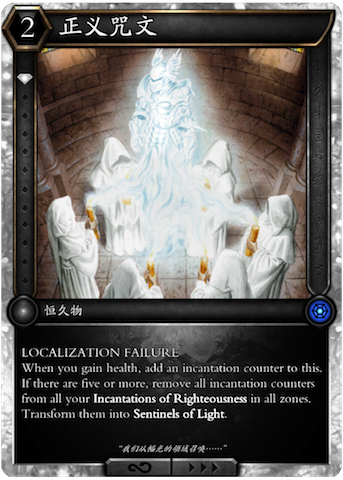 2 正义咒文
恒久物
LOCALIZATION FAILURE
When you gain health, add an incantation counter to this.
If there are five or more, remove all incantation counters
from all your Incantations of Righteousness in all zones.
Transform them into Sentinels of Light.
“我们从幅光的领域召唤……”